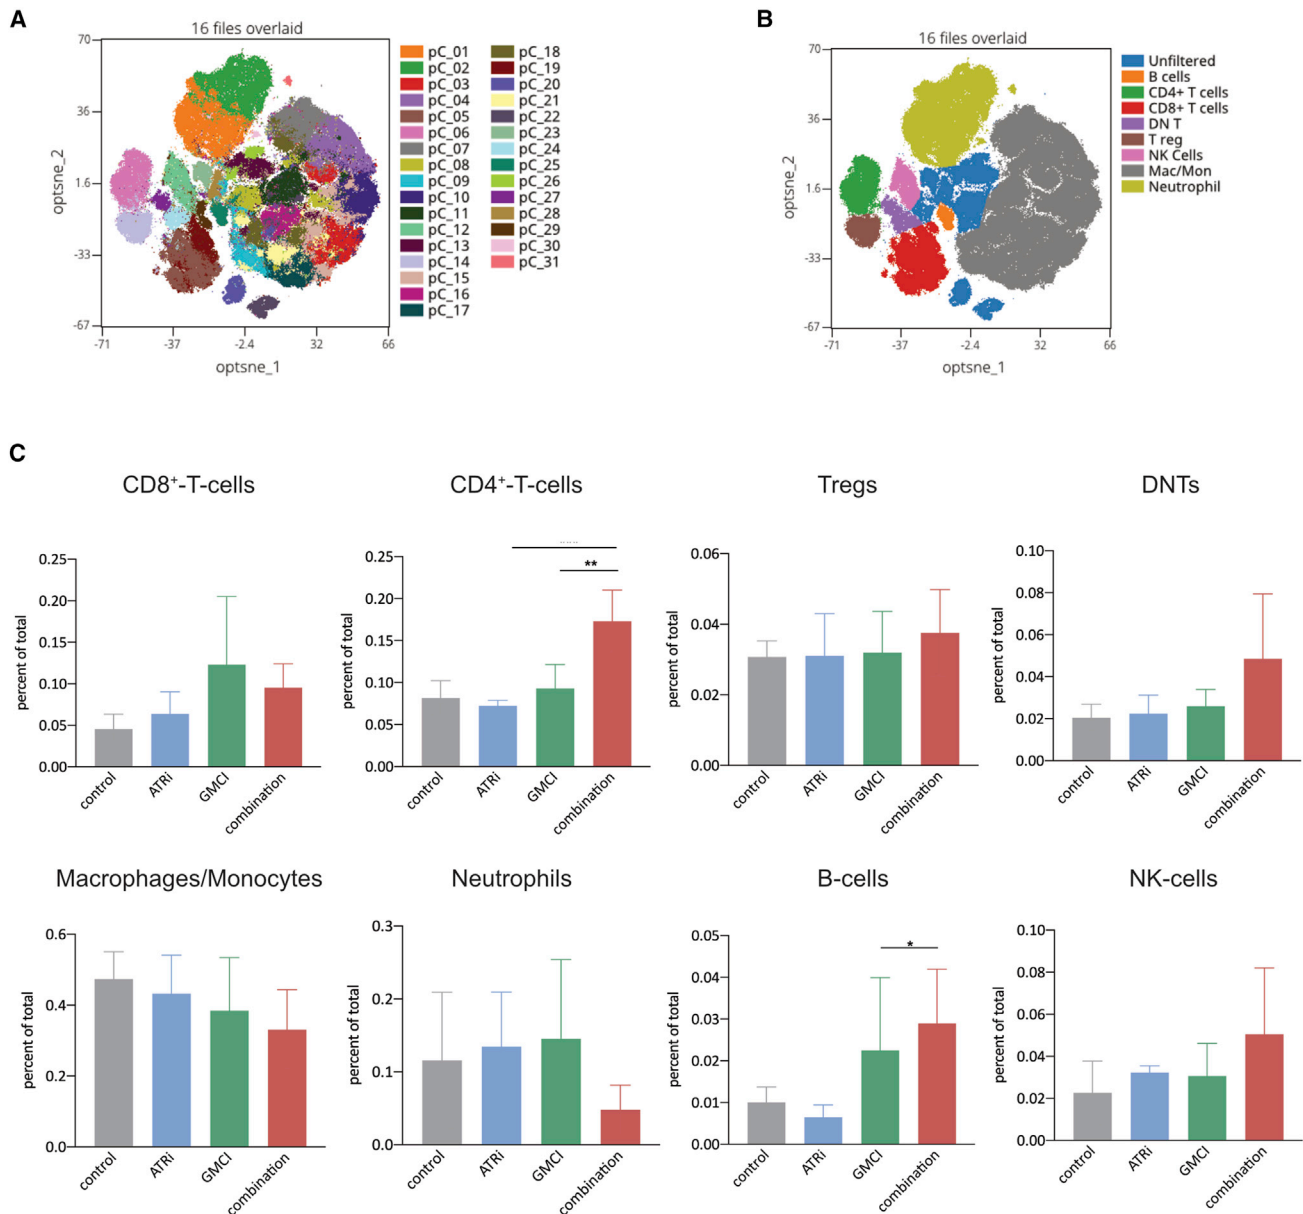 A
16 files overlaid
70
36
1.6
-33
-67
-71
-37
-2.4
32
66
optsne_2
optsne_1
pC_01
pC_02
pC_03
pC_04
pC_05
pC_06
pC_07
pC_08
pC_09
pC_10
pC_11
pC_12
pC_13
pC_14
pC_15
pC_16
pC_17
pC_18
pC_19
pC_20
pC_21
pC_22
pC_23
pC_24
pC_25
pC_26
pC_27
pC_28
pC_29
pC_30
pC_31
B
16 files overlaid
70
36
1.6
-33
-67
-71
-37
-2.4
32
66
optsne_2
optsne_1
Unfiltered
B cells
CD4+ T cells
CD8+ T cells
DN T
T reg
NK Cells
Mac/Mon
Neutrophil
C
CD8⁺-T-cells
percent of total
0.25
0.20
0.15
0.10
0.05
0.00
control
ATRi
GMCI
combination
CD4⁺-T-cells
percent of total
0.25
0.20
0.15
0.10
0.05
0.00
**
control
ATRi
GMCI
combination
Tregs
percent of total
0.06
0.04
0.02
0.00
control
ATRi
GMCI
combination
DNTs
percent of total
0.10
0.08
0.06
0.04
0.02
0.00
control
ATRi
GMCI
combination
Macrophages/Monocytes
percent of total
0.6
0.4
0.2
0.0
control
ATRi
GMCI
combination
Neutrophils
percent of total
0.3
0.2
0.1
0.0
control
ATRi
GMCI
combination
B-cells
percent of total
0.05
0.04
0.03
0.02
0.01
0.00
*
control
ATRi
GMCI
combination
NK-cells
percent of total
0.10
0.08
0.06
0.04
0.02
0.00
control
ATRi
GMCI
combination